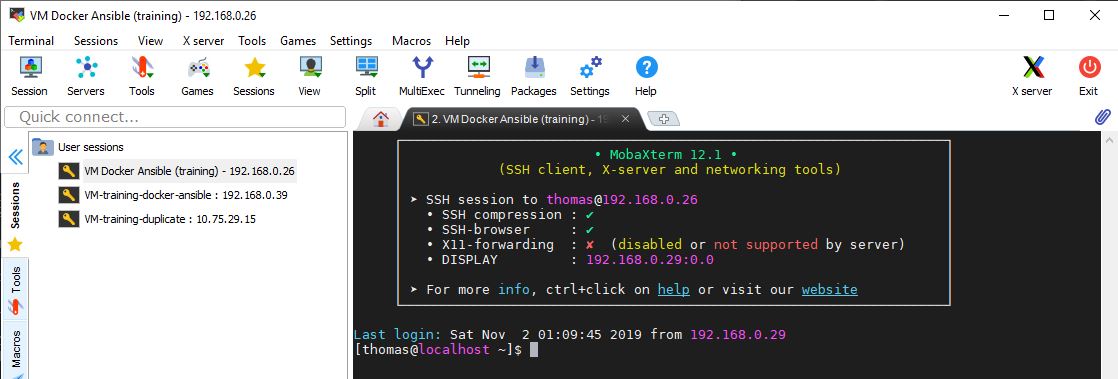 VM Docker Ansible (training) - 192.168.0.26
Terminal Sessions View X server Tools Games Settings Macros Help
Session Servers Tools Games Sessions View Split MultiExec Tunneling Packages Settings Help X server Exit
Quick connect...
2. VM Docker Ansible (training) - 19
User sessions
VM Docker Ansible (training) - 192.168.0.26
VM-training-docker-ansible : 192.168.0.39
VM-training-duplicate : 10.75.29.15
Sessions
Tools
Macros
• MobaXterm 12.1 •
(SSH client, X-server and networking tools)
➤ SSH session to thomas@192.168.0.26
• SSH compression : ✔
• SSH-browser : ✔
• X11-forwarding : ✘ (disabled or not supported by server)
• DISPLAY : 192.168.0.29:0.0
➤ For more info, ctrl+click on help or visit our website
Last login: Sat Nov 2 01:09:45 2019 from 192.168.0.29
[thomas@localhost ~]$